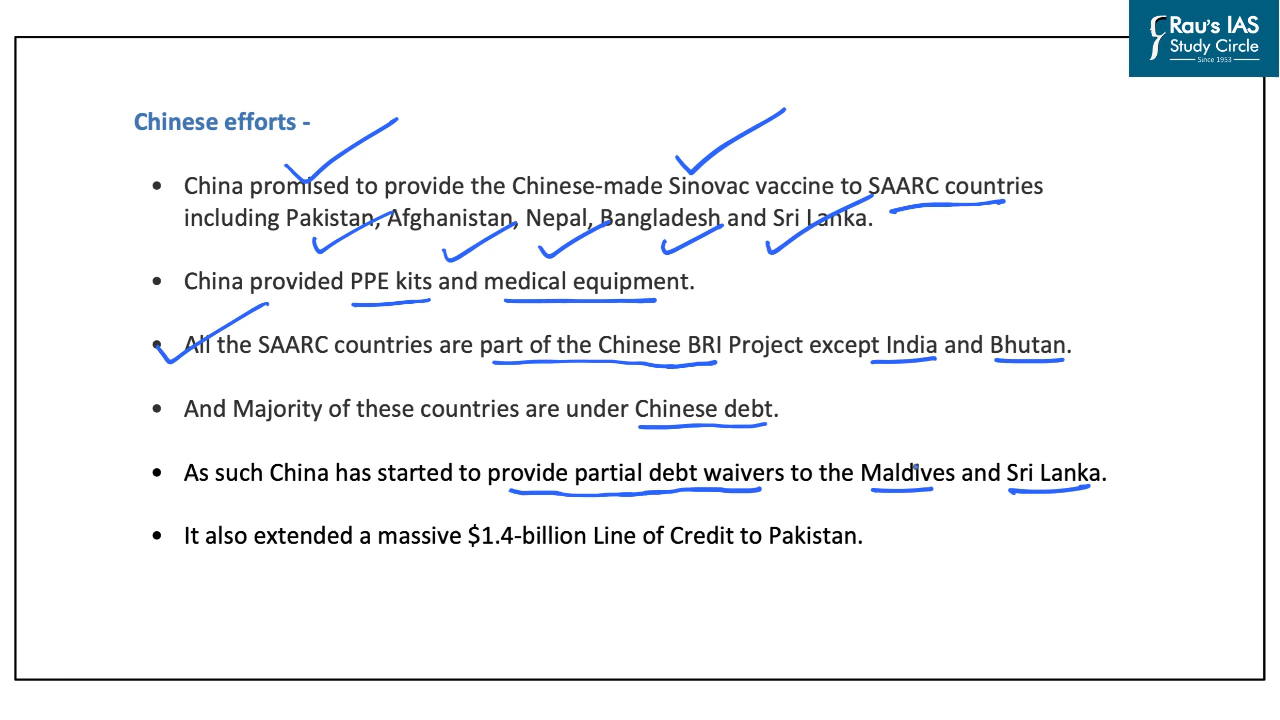 Rau's IAS
Study Circle
Since 1953
Chinese efforts -
• China promised to provide the Chinese-made Sinovac vaccine to SAARC countries
including Pakistan, Afghanistan, Nepal, Bangladesh and Sri Lanka.
• China provided PPE kits and medical equipment.
• All the SAARC countries are part of the Chinese BRI Project except India and Bhutan.
• And Majority of these countries are under Chinese debt.
• As such China has started to provide partial debt waivers to the Maldives and Sri Lanka.
• It also extended a massive $1.4-billion Line of Credit to Pakistan.